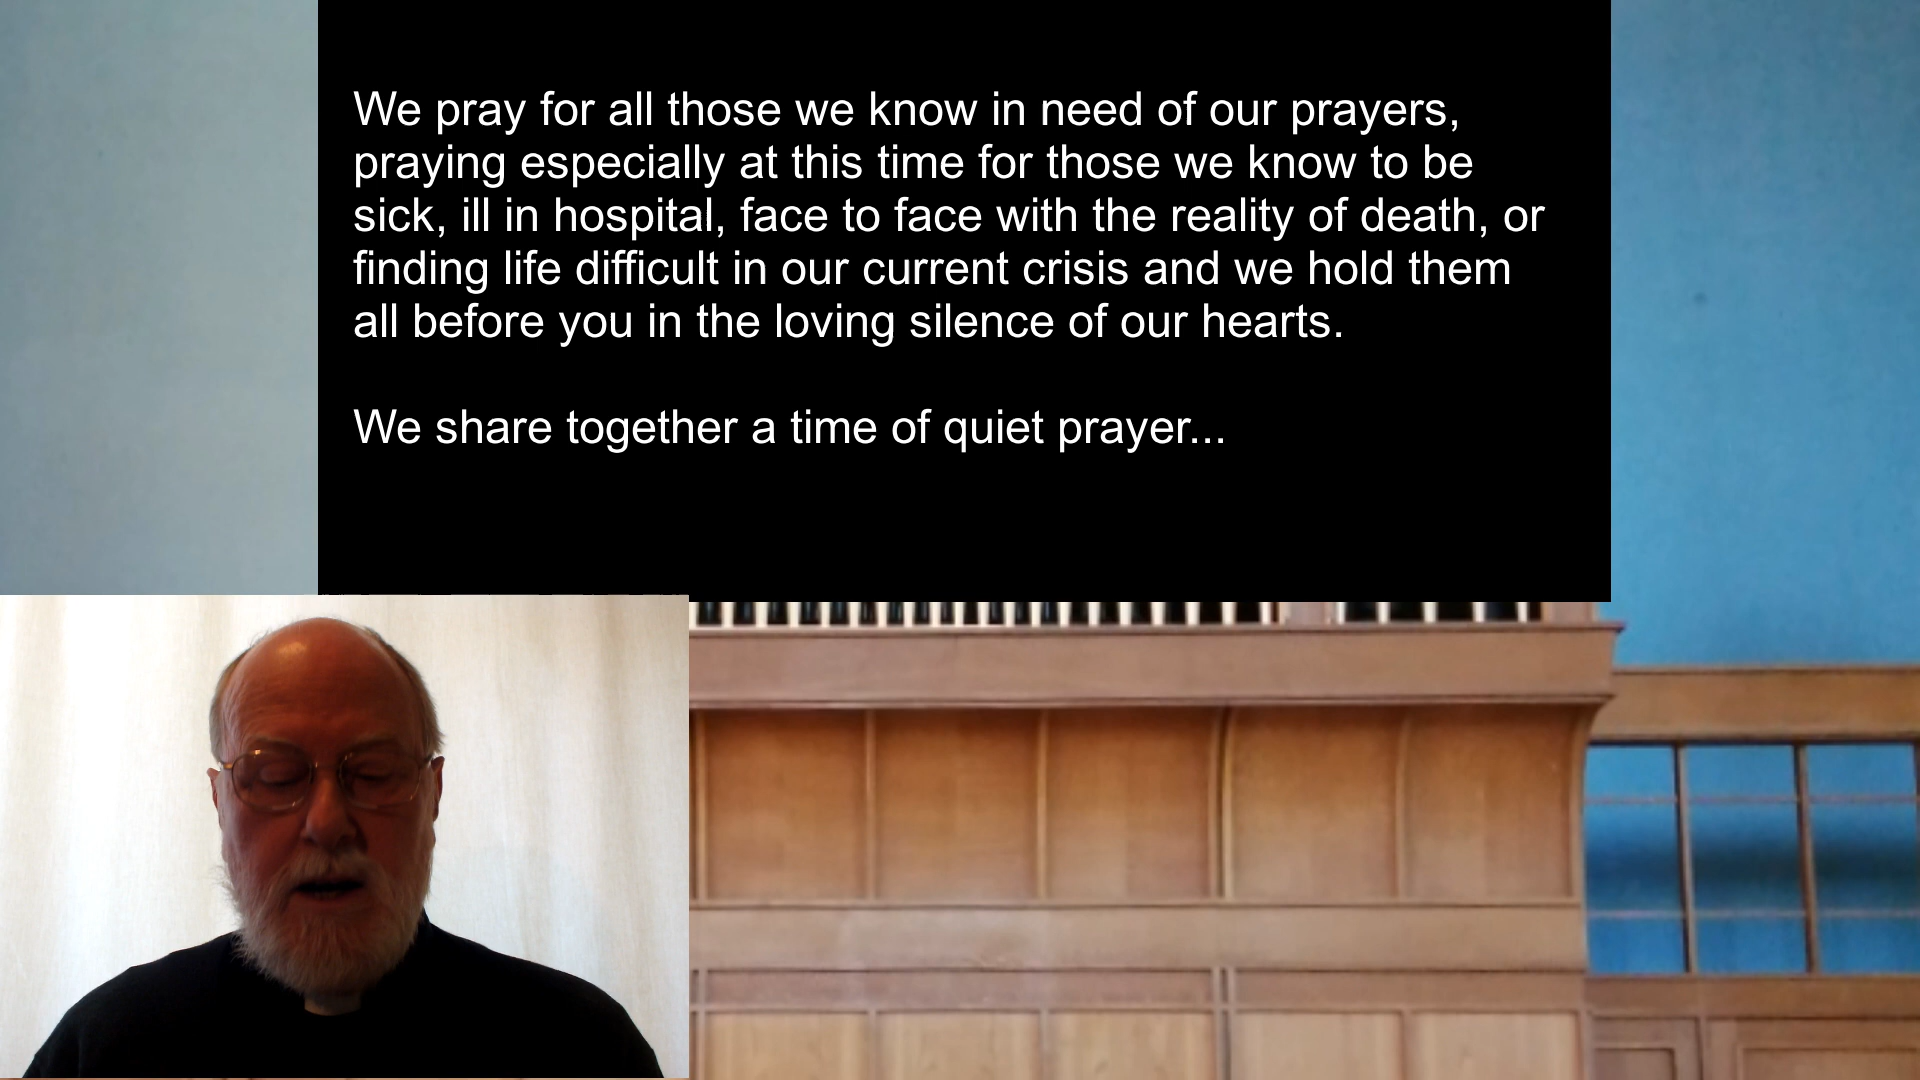 We pray for all those we know in need of our prayers,
praying especially at this time for those we know to be
sick, ill in hospital, face to face with the reality of death, or
finding life difficult in our current crisis and we hold them
all before you in the loving silence of our hearts.
We share together a time of quiet prayer...